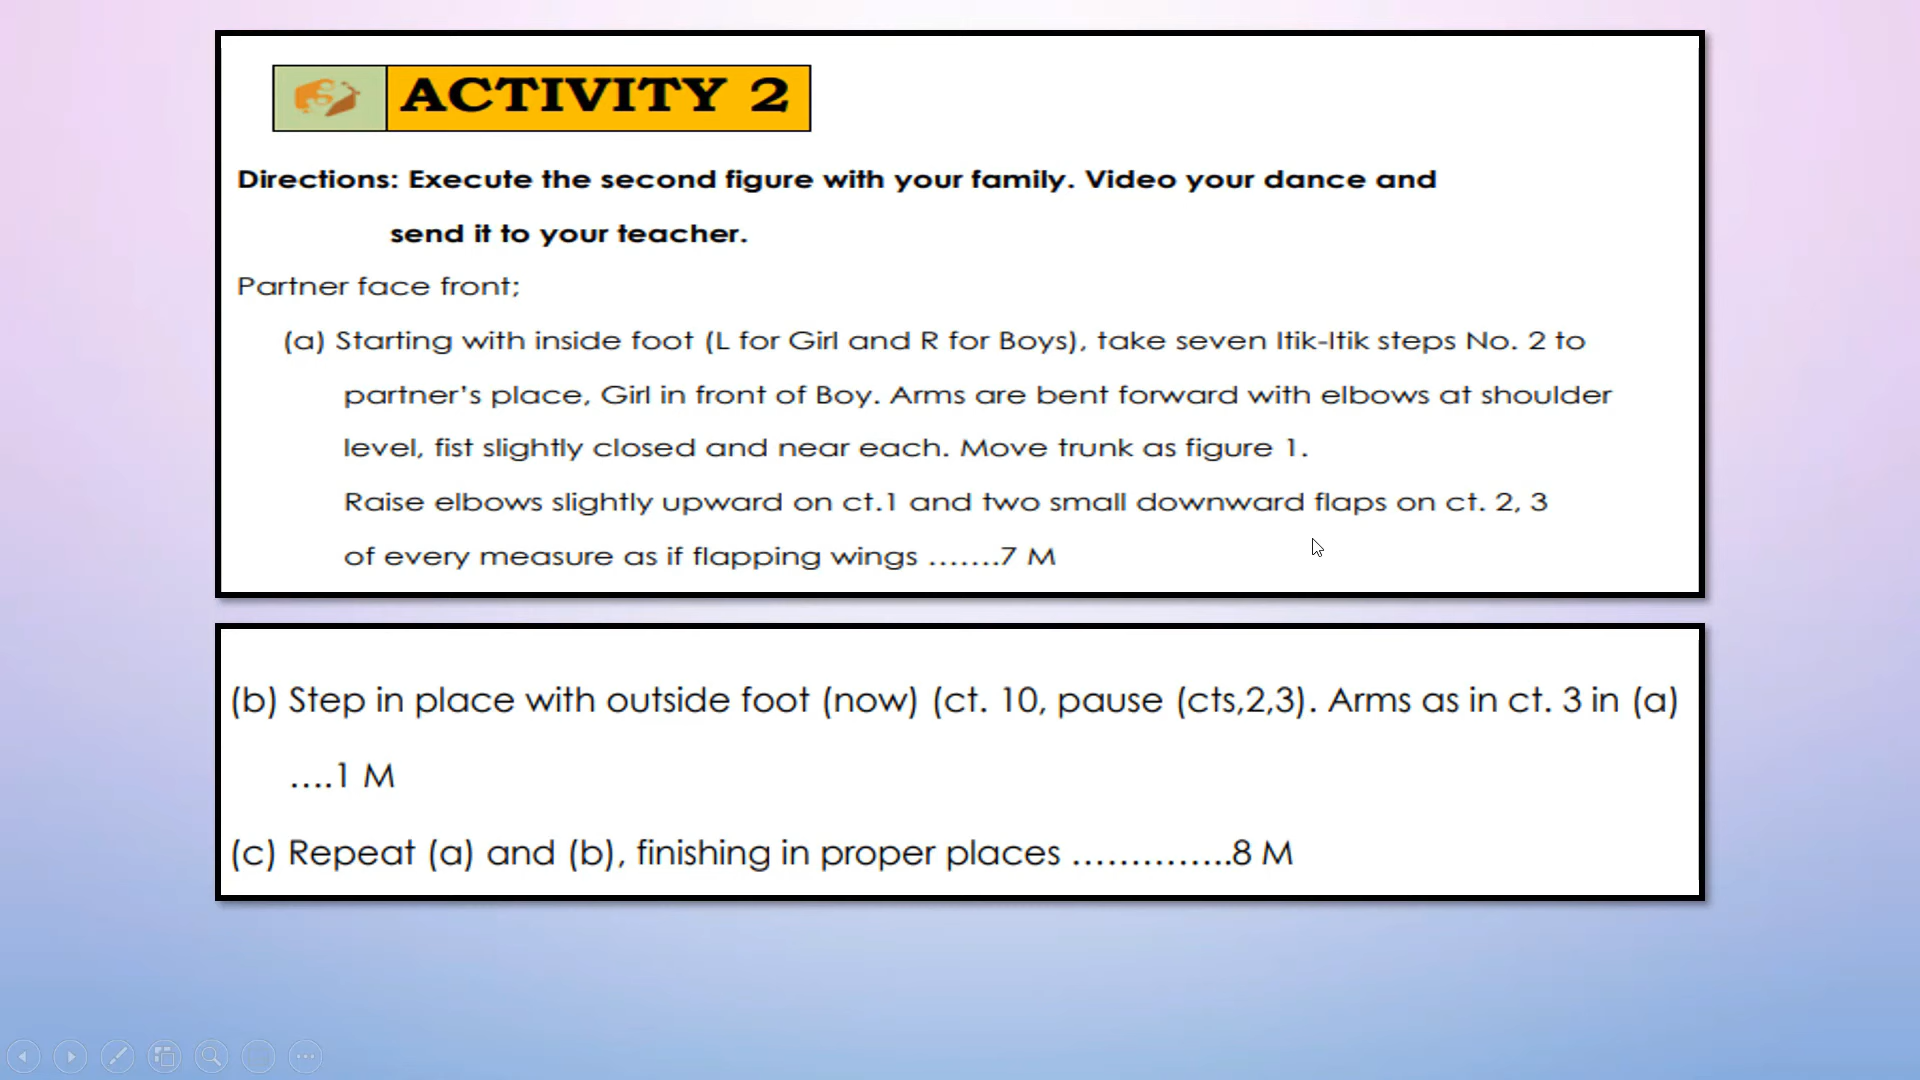 ACTIVITY 2
Directions: Execute the second figure with your family. Video your dance and
send it to your teacher.
Partner face front;
(a) Starting with inside foot (L for Girl and R for Boys), take seven Itik-Itik steps No. 2 to
partner’s place, Girl in front of Boy. Arms are bent forward with elbows at shoulder
level, fist slightly closed and near each. Move trunk as figure 1.
Raise elbows slightly upward on ct.1 and two small downward flaps on ct. 2, 3
of every measure as if flapping wings …….7 M
(b) Step in place with outside foot (now) (ct. 10, pause (cts,2,3). Arms as in ct. 3 in (a)
….1 M
(c) Repeat (a) and (b), finishing in proper places …………..8 M